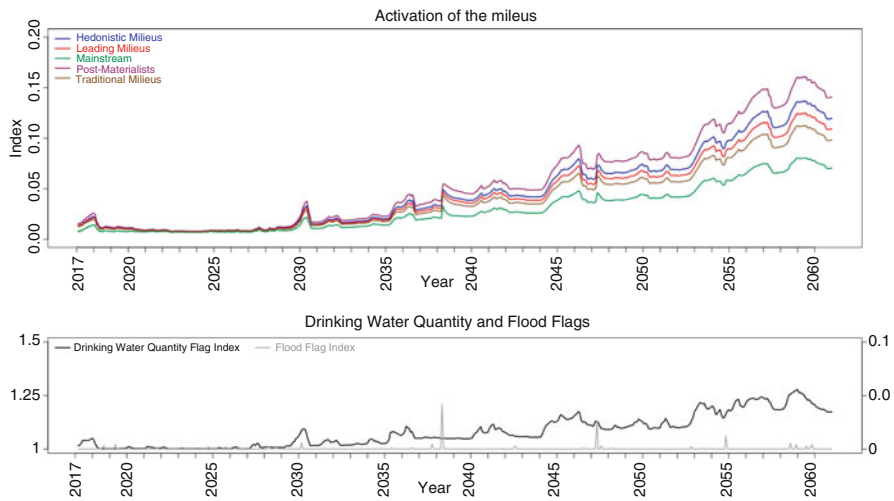 Activation of the mileus
0.20
0.15
0.10
0.05
0.00
Index
Hedonistic Milieus
Leading Milieus
Mainstream
Post-Materialists
Traditional Milieus
2017
2020
2025
2030
2035
2040
2045
2050
2055
2060
Year
Drinking Water Quantity and Flood Flags
1.5
1.25
1
Drinking Water Quantity Flag Index
Flood Flag Index
0.1
0.0
0
2017
2020
2025
2030
2035
2040
2045
2050
2055
2060
Year